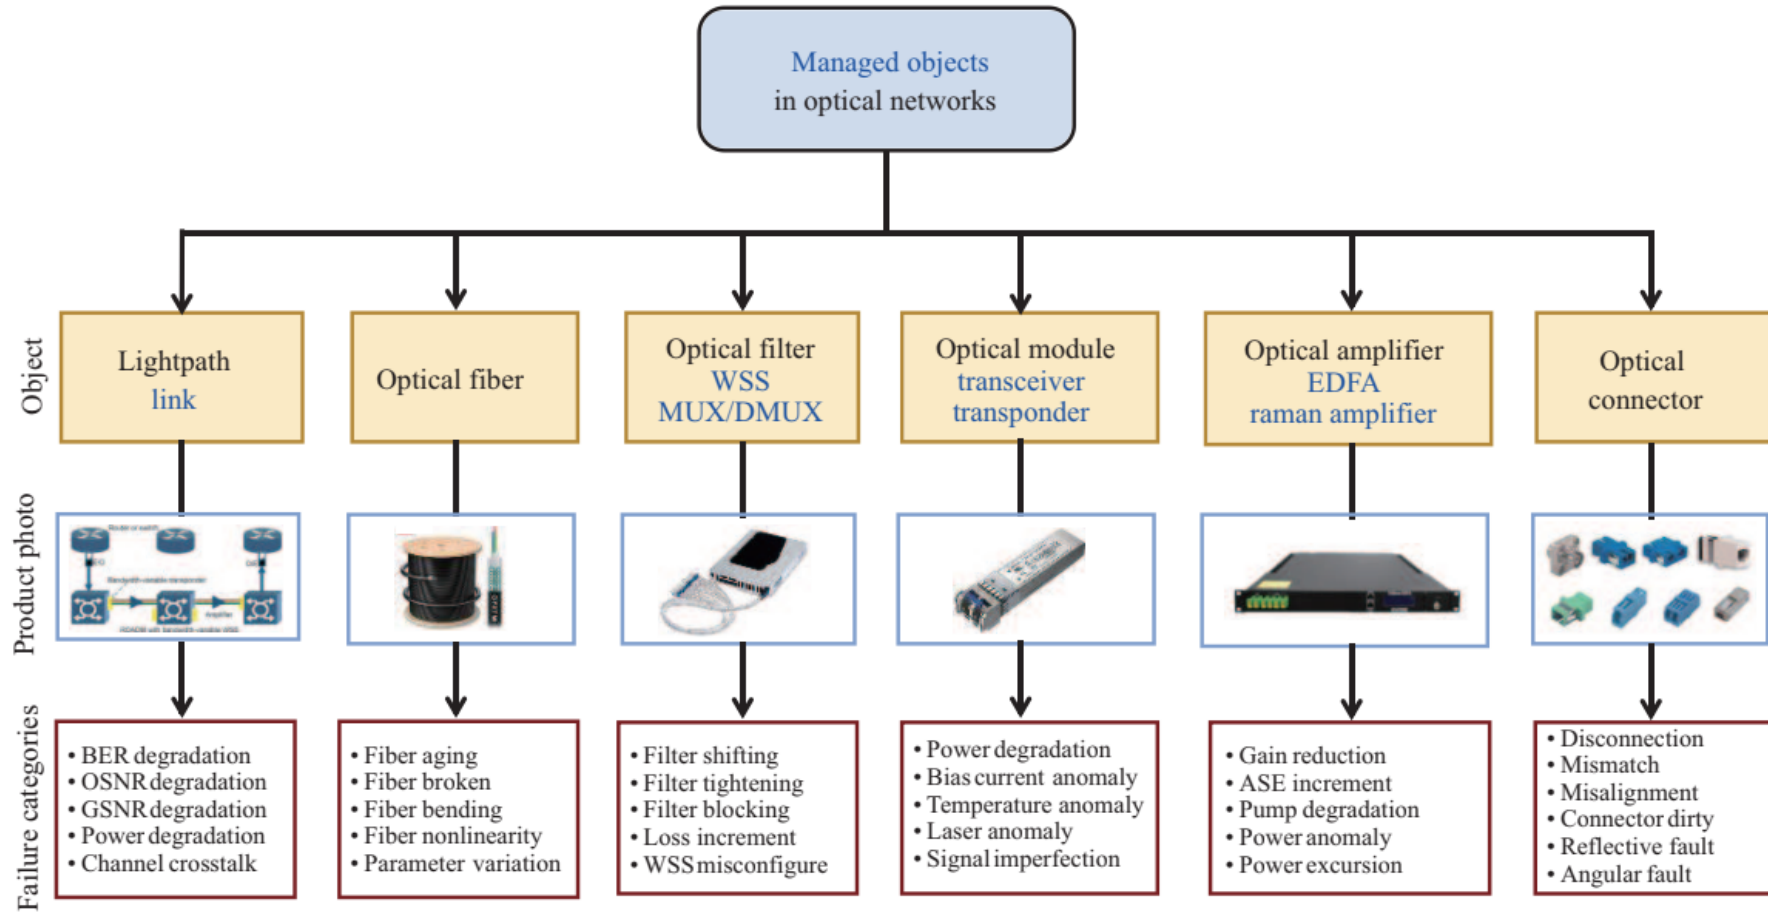 Managed objects
in optical networks
Object
Lightpath
link
Optical fiber
Optical filter
WSS
MUX/DMUX
Optical module
transceiver
transponder
Optical amplifier
EDFA
raman amplifier
Optical
connector
Product photo
Bandwidth-variable transponder
Amplifier
Failure categories
• BER degradation
• OSNR degradation
• GSNR degradation
• Power degradation
• Channel crosstalk
• Fiber aging
• Fiber broken
• Fiber bending
• Fiber nonlinearity
• Parameter variation
• Filter shifting
• Filter tightening
• Filter blocking
• Loss increment
• WSS misconfigure
• Power degradation
• Bias current anomaly
• Temperature anomaly
• Laser anomaly
• Signal imperfection
• Gain reduction
• ASE increment
• Pump degradation
• Power anomaly
• Power excursion
• Disconnection
• Mismatch
• Misalignment
• Connector dirty
• Reflective fault
• Angular fault